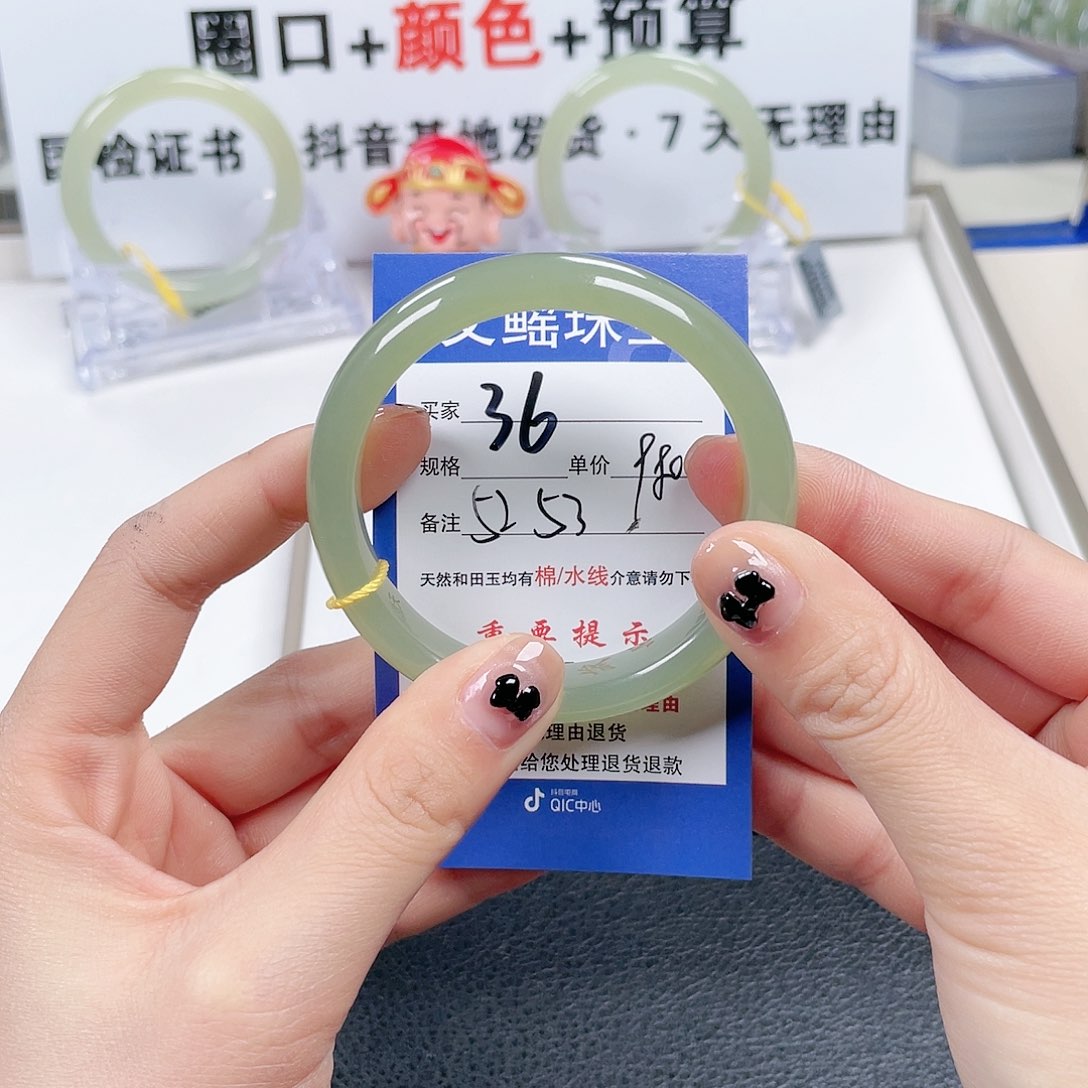 圈口+颜色+预算
国检证书 抖音基地发货·7天无理由
鳐珠
买家 36
规格 单价 980
备注 52 53
天然和田玉均有棉/水线介意请勿下
重要提示
理由
理由退货
给您处理退货退款
抖音电商
QIC中心